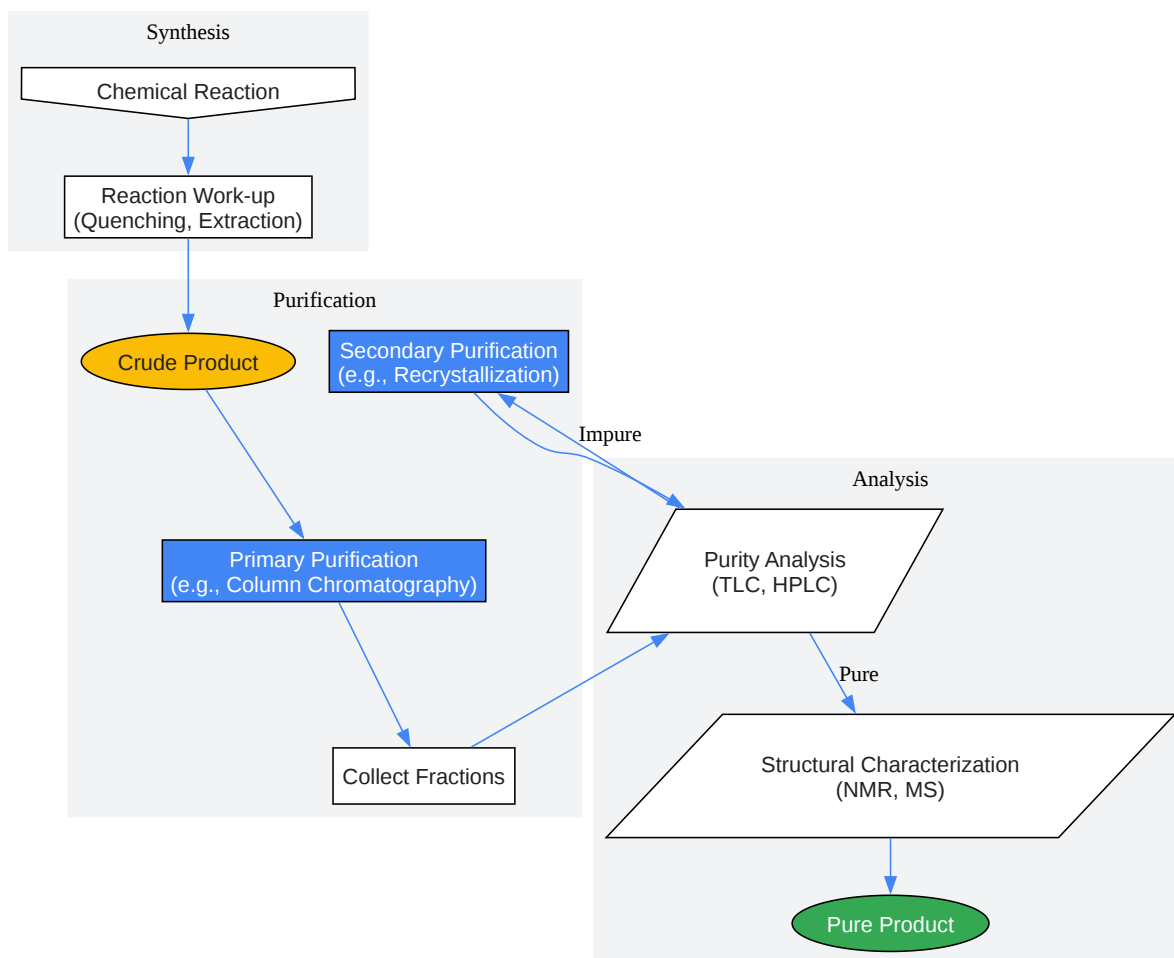 Synthesis
Chemical Reaction
Reaction Work-up
(Quenching, Extraction)
Purification
Crude Product
Secondary Purification
(e.g., Recrystallization)
Impure
Analysis
Primary Purification
(e.g., Column Chromatography)
Purity Analysis
(TLC, HPLC)
Pure
Collect Fractions
Structural Characterization
(NMR, MS)
Pure Product